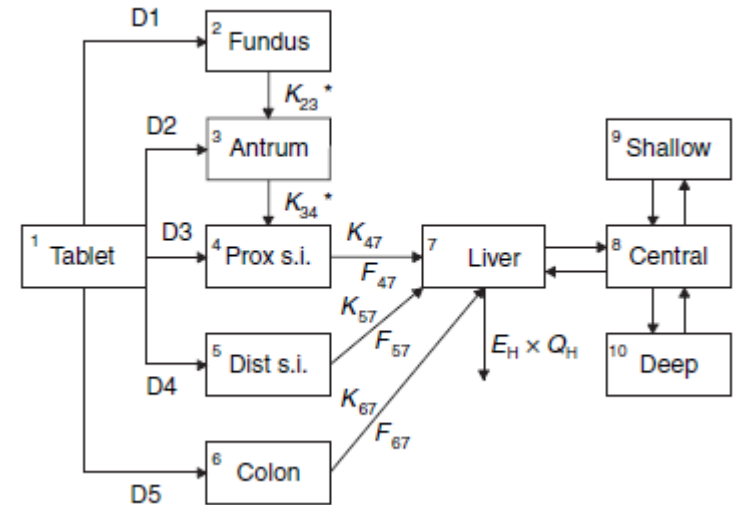 D1
2 Fundus
K23 *
D2
3 Antrum
9 Shallow
K34 *
D3
1 Tablet
4 Prox s.i.
K47
F47
7 Liver
8 Central
K57
F57
D4
5 Dist s.i.
EH × QH
10 Deep
K67
F67
6 Colon
D5